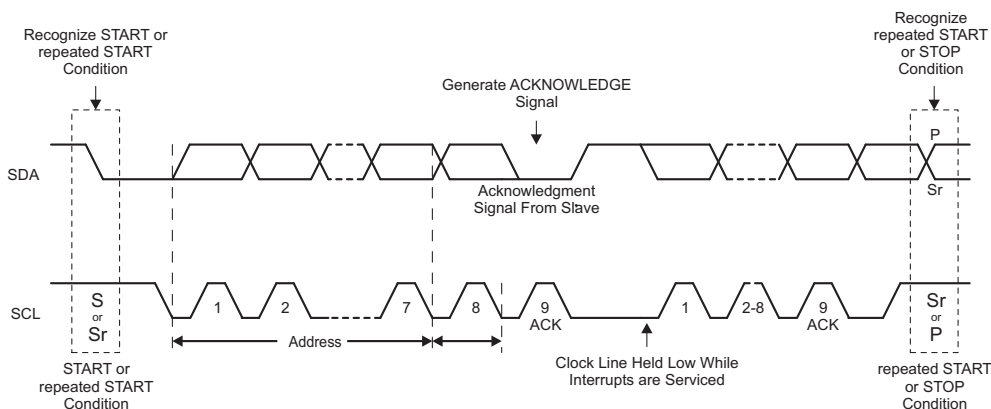 Recognize START or
repeated START
Condition
Recognize
repeated START
or STOP
Condition
Generate ACKNOWLEDGE
Signal
SDA
P
Sr
Acknowledgment
Signal From Slave
SCL
S
or
Sr
1
2
7
8
9
ACK
1
2-8
9
ACK
Sr
or
P
Address
START or
repeated START
Condition
Clock Line Held Low While
Interrupts are Serviced
repeated START
or STOP
Condition